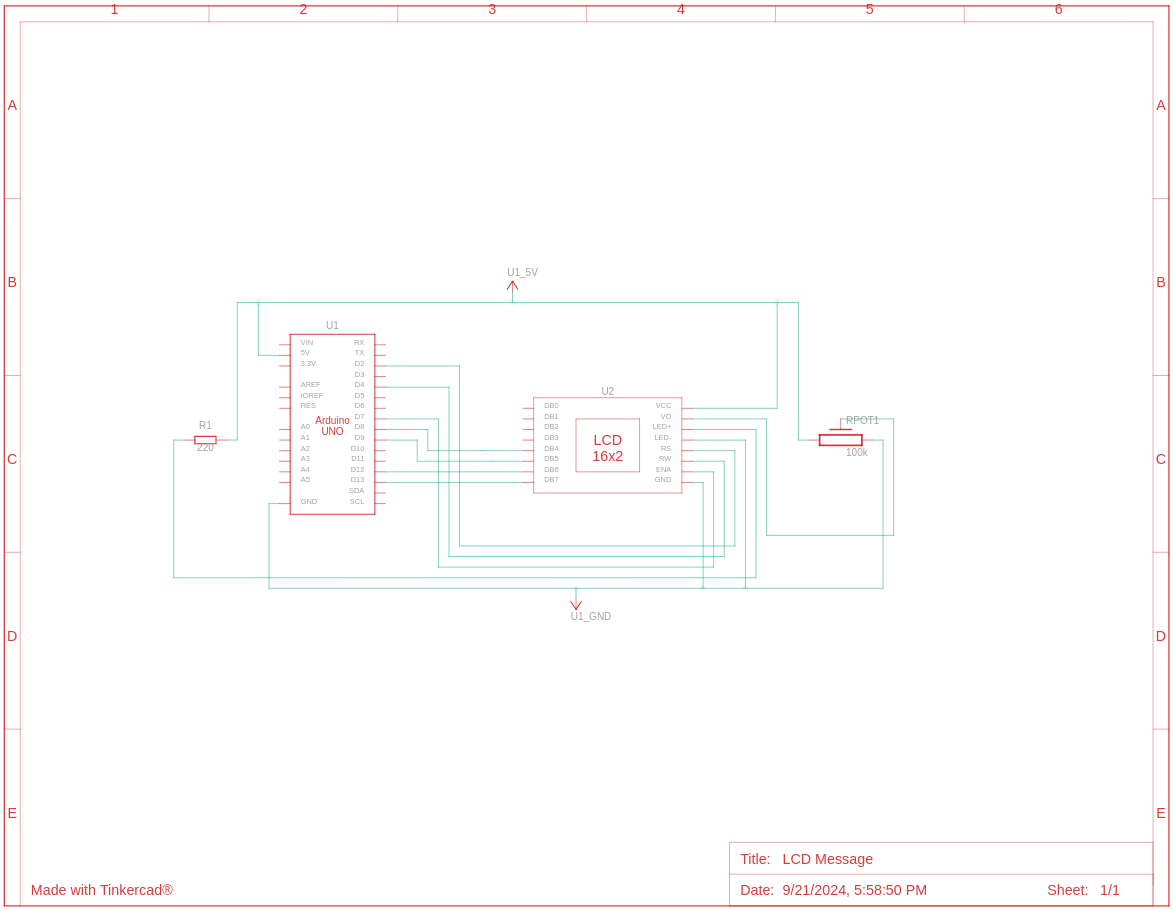 1 2 3 4 5 6
A A
B B
U1_5V
U1
VIN RX
5V TX
3.3V D2
D3
AREF D4
IOREF D5
RES D6
D7
A0 D8
A1 D9
A2 D10
A3 D11
A4 D12
A5 D13
SDA
GND SCL
Arduino
UNO
R1
220
U2
DB0 VCC
DB1 VO
DB2 LED+
DB3 LED-
DB4 RS
DB5 RW
DB6 ENA
DB7 GND
LCD
16x2
RPOT1
100k
C C
U1_GND
D D
E E
Title: LCD Message
Made with Tinkercad®
Date: 9/21/2024, 5:58:50 PM Sheet: 1/1